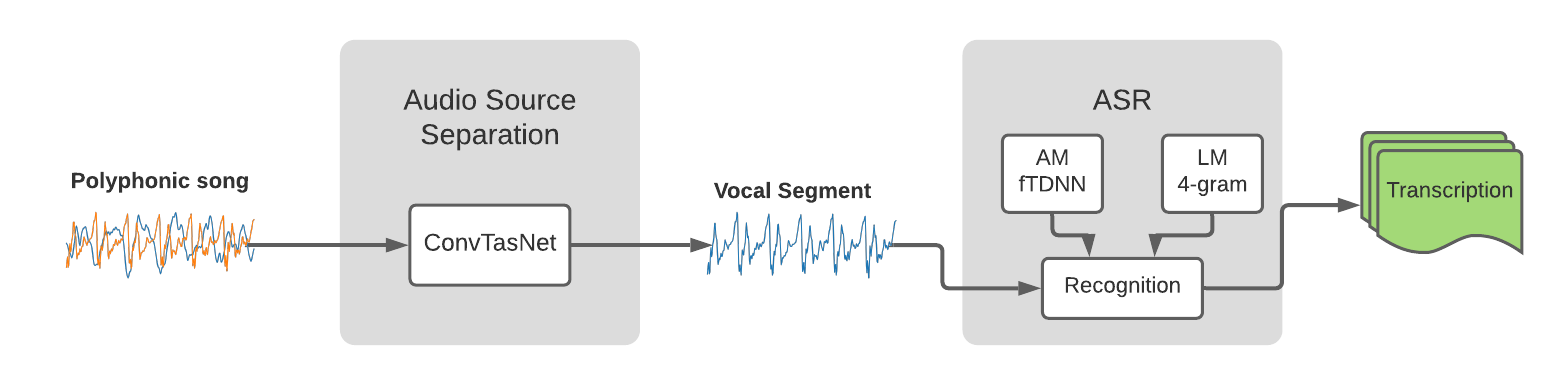 Polyphonic song
Audio Source
Separation
ConvTasNet
Vocal Segment
ASR
AM
fTDNN
LM
4-gram
Recognition
Transcription